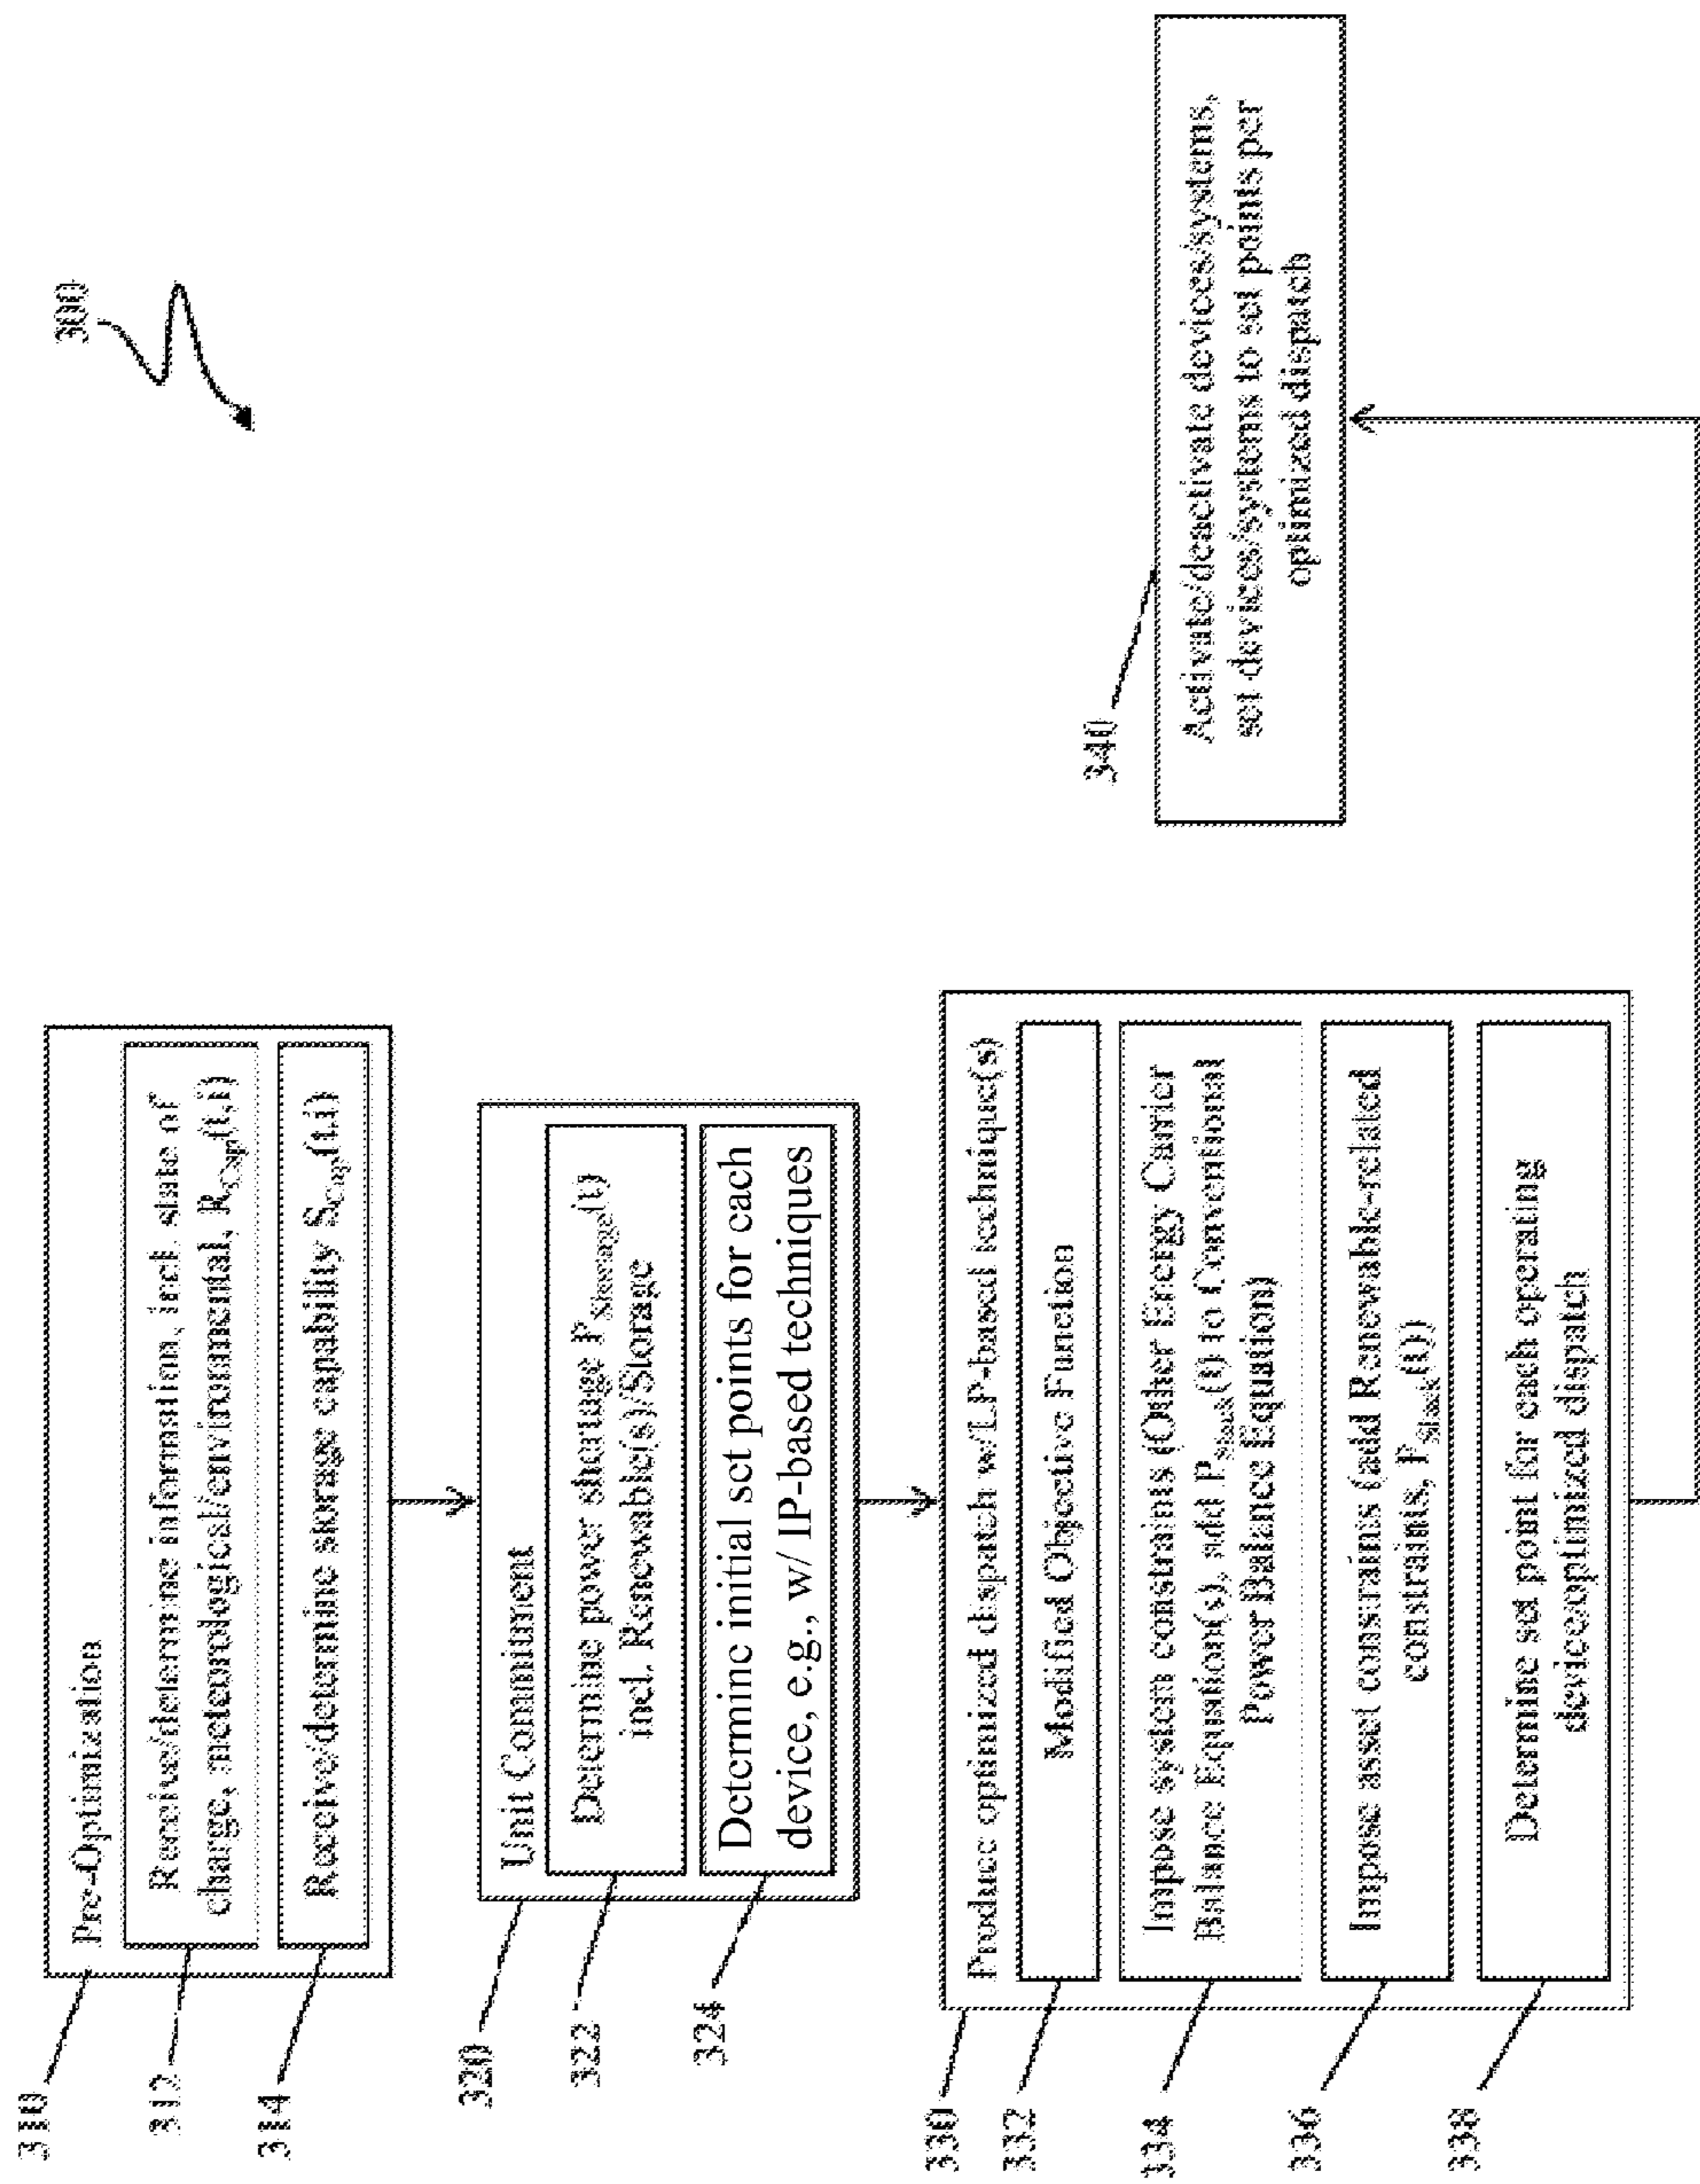 300
310
Pre-Optimization
312
Receive/determine information, incl. state of
charge, meteorological/environmental, R_Cap(t,i)
314
Receive/determine storage capability S_Cap(t,i)
320
Unit Commitment
322
Determine power shortage P_Shortage(t)
incl. Renewable(s)/Storage
324
Determine initial set points for each
device, e.g., w/ IP-based techniques
330
Produce optimized dispatch w/LP-based technique(s)
332
Modified Objective Function
334
Impose system constrains (Other Energy Carrier
Balance Equation(s), add P_Slack(t) to Conventional
Power Balance Equation)
336
Impose asset constrains (add Renewable-related
constraints, P_Slack(t))
338
Determine set point for each operating
device/optimized dispatch
340
Activate/deactivate devices/systems,
set devices/systems to set points per
optimized dispatch